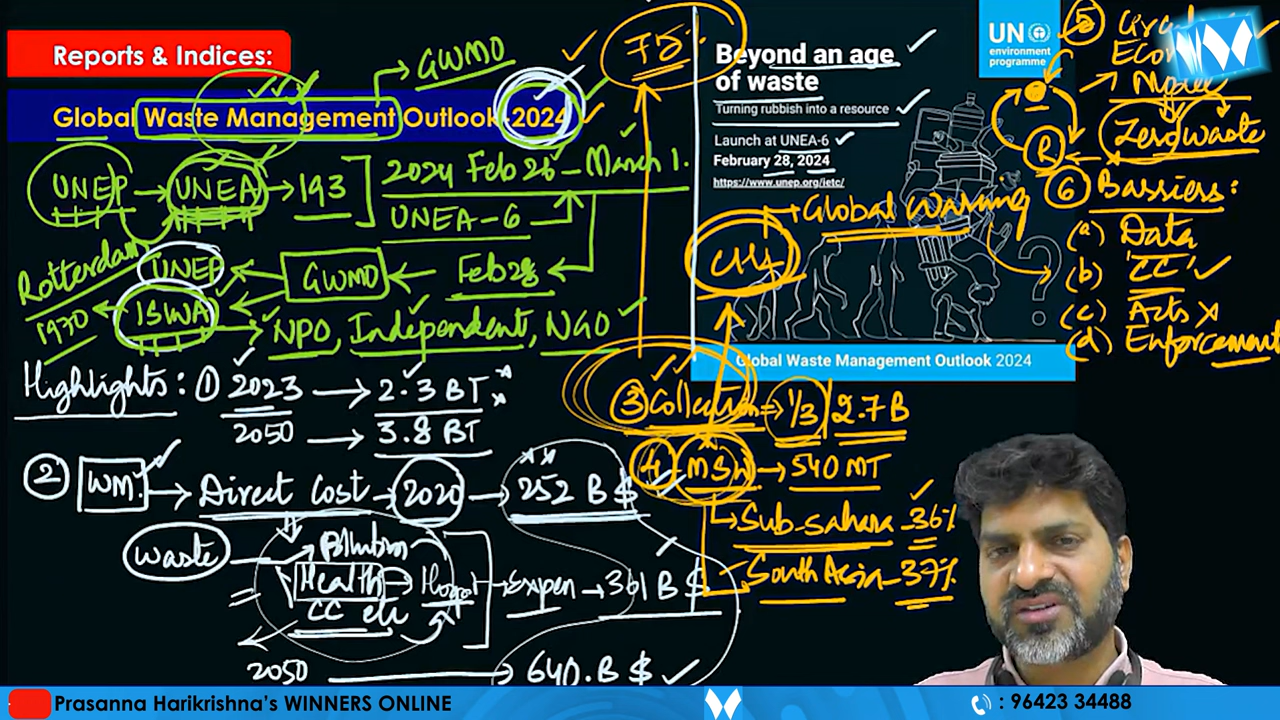 Reports & Indices:
Global Waste Management Outlook-2024
GWMO
75%
UNEP → UNEA → 193
2024 Feb 26 - March 1.
UNEA-6
Rotterdam
UNEP
GWMO
Feb 28
1970
ISWA
NPO, Independent, NGO
Highlights: ① 2023 → 2.3 BT
2050 → 3.8 BT
② WM. → Direct Cost → 2020 → 252 B $
waste
Pollution
Health
CC etc
Expen → 361 B $
2050 → 640. B $
Beyond an age
of waste
Turning rubbish into a resource
Launch at UNEA-6
February 28, 2024
https://www.unep.org/ietc/
UN
environment
programme
CH4
Global Warming
Global Waste Management Outlook 2024
③ Collection = 1/3 2.7 B
④ MSW → 540 MT
Sub-Sahara - 36%
South Asia - 37%
⑤
Model
Zero waste
R
⑥ Barriers:
(a) Data
(b) 'CC'
(c) Acts x
(d) Enforcement
W
Prasanna Harikrishna's WINNERS ONLINE
W
: 96423 34488